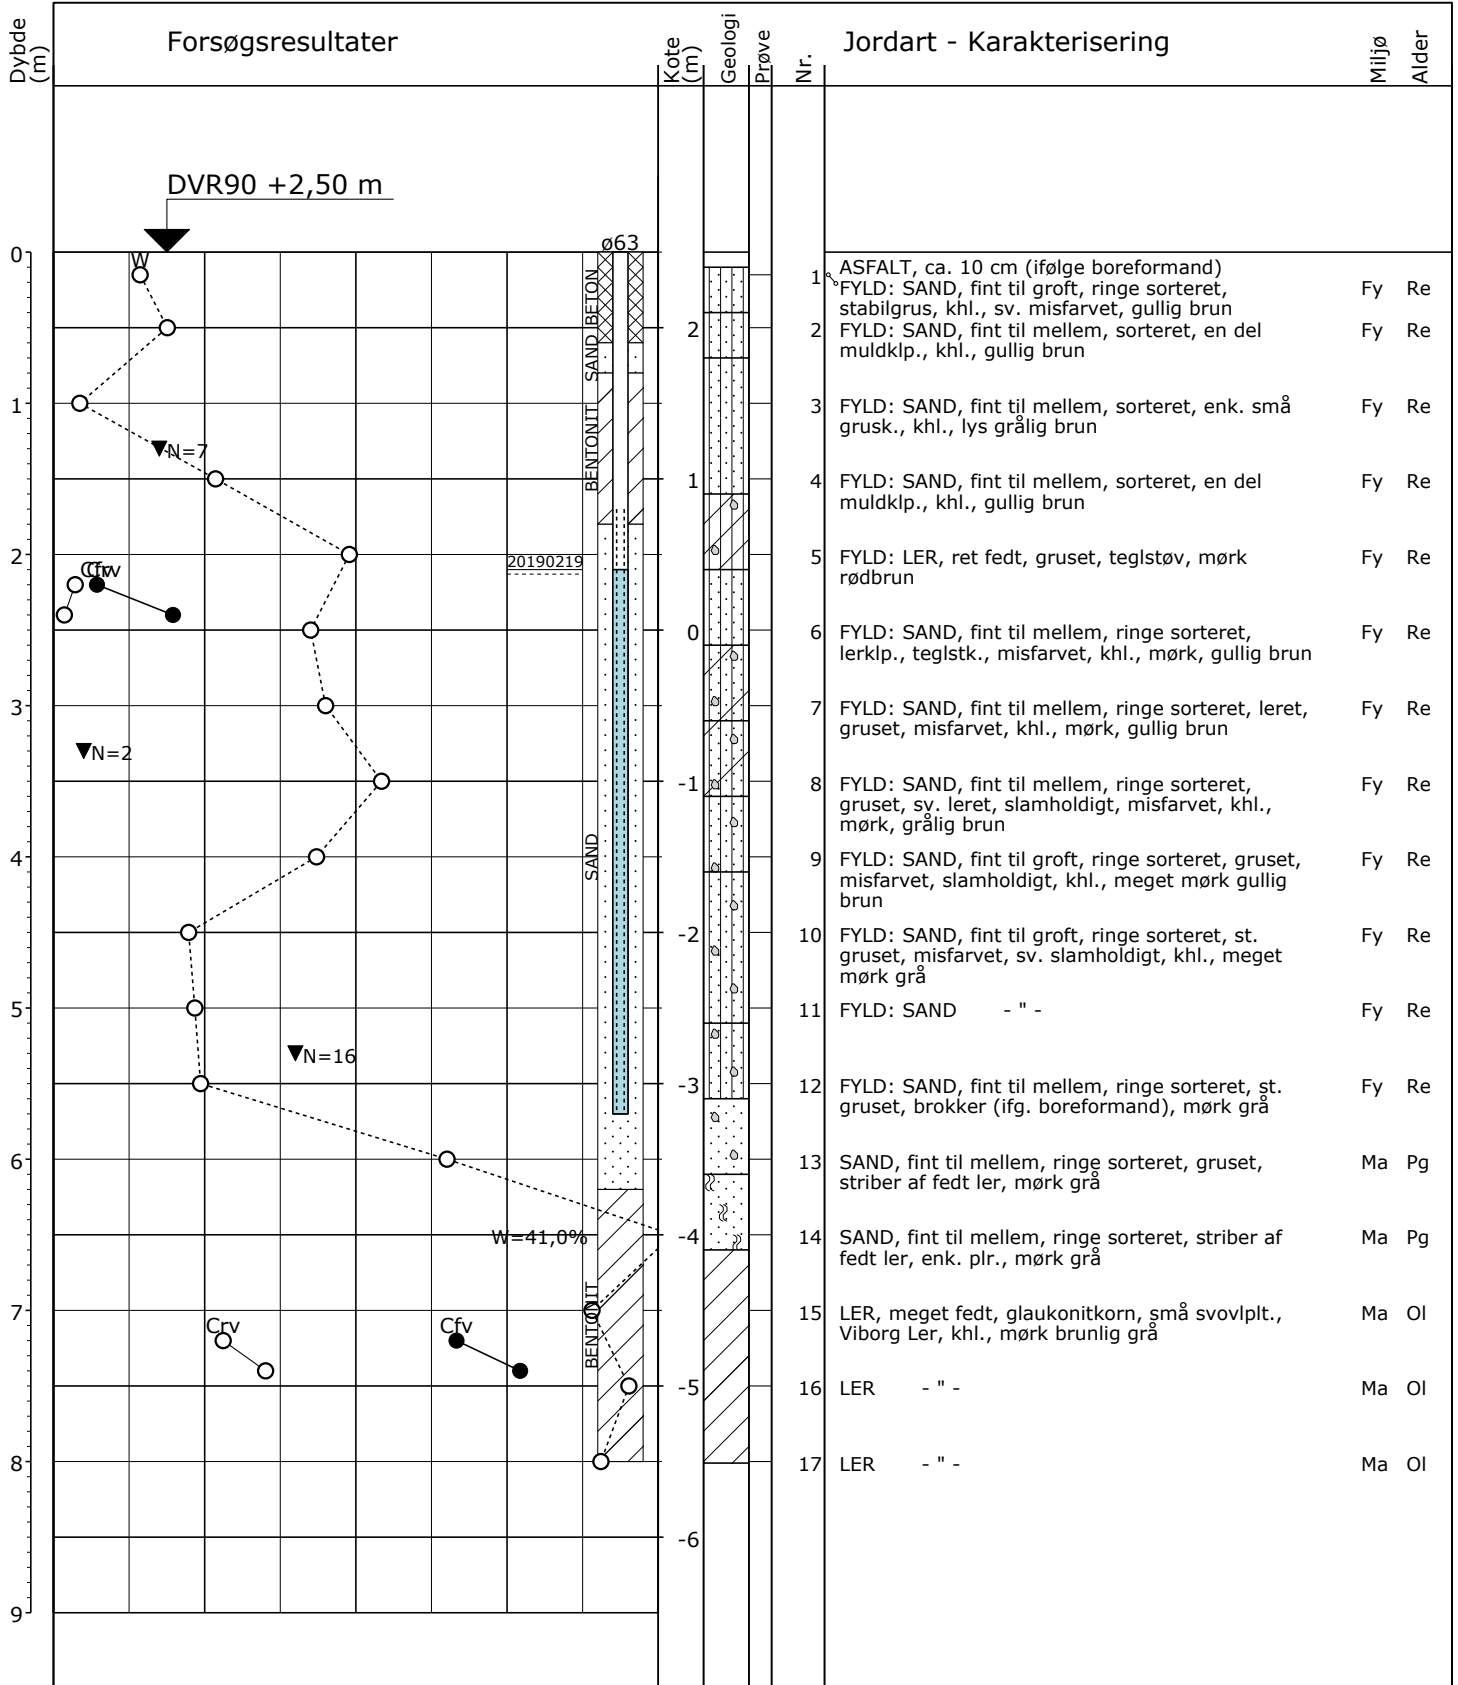 Dybde
(m)
Forsøgsresultater
Kote
(m)
Geologi
Prøve
Nr.
Jordart - Karakterisering
Miljø
Alder
DVR90 +2,50 m
ø63
0
W
BETON
1
ASFALT, ca. 10 cm (ifølge boreformand)
FYLD: SAND, fint til groft, ringe sorteret,
stabilgrus, khl., sv. misfarvet, gullig brun
Fy Re
2
2
FYLD: SAND, fint til mellem, sorteret, en del
muldklp., khl., gullig brun
Fy Re
SAND
1
3
FYLD: SAND, fint til mellem, sorteret, enk. små
grusk., khl., lys grålig brun
Fy Re
N=7
BENTONIT
1
4
FYLD: SAND, fint til mellem, sorteret, en del
muldklp., khl., gullig brun
Fy Re
2
20190219
5
FYLD: LER, ret fedt, gruset, teglstøv, mørk
rødbrun
Fy Re
Crv
Cfv
0
6
FYLD: SAND, fint til mellem, ringe sorteret,
lerklp., teglstk., misfarvet, khl., mørk, gullig brun
Fy Re
3
7
FYLD: SAND, fint til mellem, ringe sorteret, leret,
gruset, misfarvet, khl., mørk, gullig brun
Fy Re
N=2
-1
8
FYLD: SAND, fint til mellem, ringe sorteret,
gruset, sv. leret, slamholdigt, misfarvet, khl.,
mørk, grålig brun
Fy Re
4
SAND
9
FYLD: SAND, fint til groft, ringe sorteret, gruset,
misfarvet, slamholdigt, khl., meget mørk gullig
brun
Fy Re
-2
10
FYLD: SAND, fint til groft, ringe sorteret, st.
gruset, misfarvet, sv. slamholdigt, khl., meget
mørk grå
Fy Re
5
11
FYLD: SAND - " -
Fy Re
N=16
-3
12
FYLD: SAND, fint til mellem, ringe sorteret, st.
gruset, brokker (ifg. boreformand), mørk grå
Fy Re
6
13
SAND, fint til mellem, ringe sorteret, gruset,
striber af fedt ler, mørk grå
Ma Pg
W=41,0%
-4
14
SAND, fint til mellem, ringe sorteret, striber af
fedt ler, enk. plr., mørk grå
Ma Pg
7
BENTONIT
15
LER, meget fedt, glaukonitkorn, små svovlplt.,
Viborg Ler, khl., mørk brunlig grå
Ma Ol
Crv
Cfv
-5
16
LER - " -
Ma Ol
8
17
LER - " -
Ma Ol
-6
9